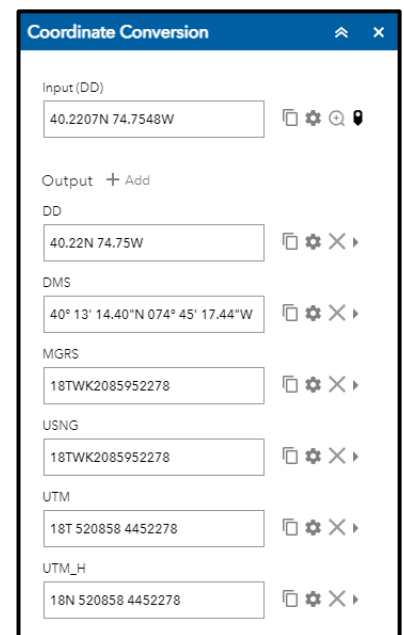 Coordinate Conversion
Input (DD)
40.2207N 74.7548W
Output + Add
DD
40.22N 74.75W
DMS
40° 13' 14.40"N 074° 45' 17.44"W
MGRS
18TWK2085952278
USNG
18TWK2085952278
UTM
18T 520858 4452278
UTM_H
18N 520858 4452278